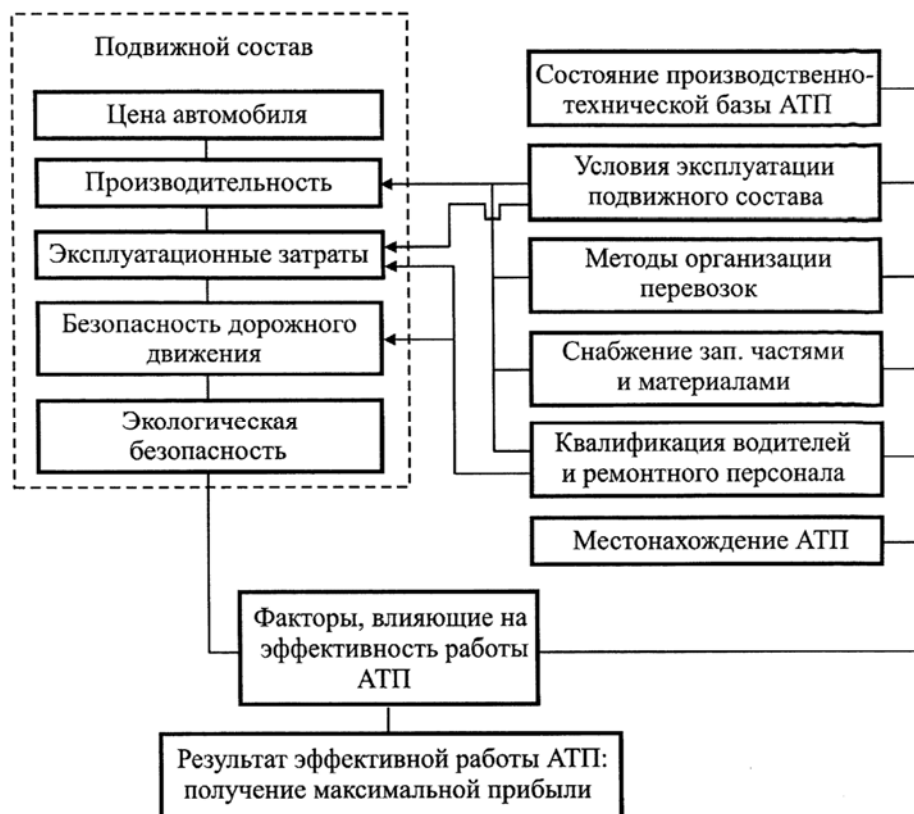 Подвижной состав
Цена автомобиля
Производительность
Эксплуатационные затраты
Безопасность дорожного
движения
Экологическая
безопасность
Состояние производственно-
технической базы АТП
Условия эксплуатации
подвижного состава
Методы организации
перевозок
Снабжение зап. частями
и материалами
Квалификация водителей
и ремонтного персонала
Местонахождение АТП
Факторы, влияющие на
эффективность работы
АТП
Результат эффективной работы АТП:
получение максимальной прибыли